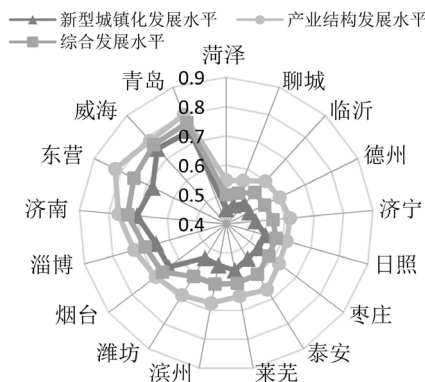 新型城镇化发展水平 产业结构发展水平
综合发展水平
菏泽
青岛 0.9 聊城
威海 0.8 临沂
东营 0.7 德州
0.6
济南 0.5 济宁
0.4
淄博 日照
烟台 枣庄
潍坊 泰安
滨州 莱芜